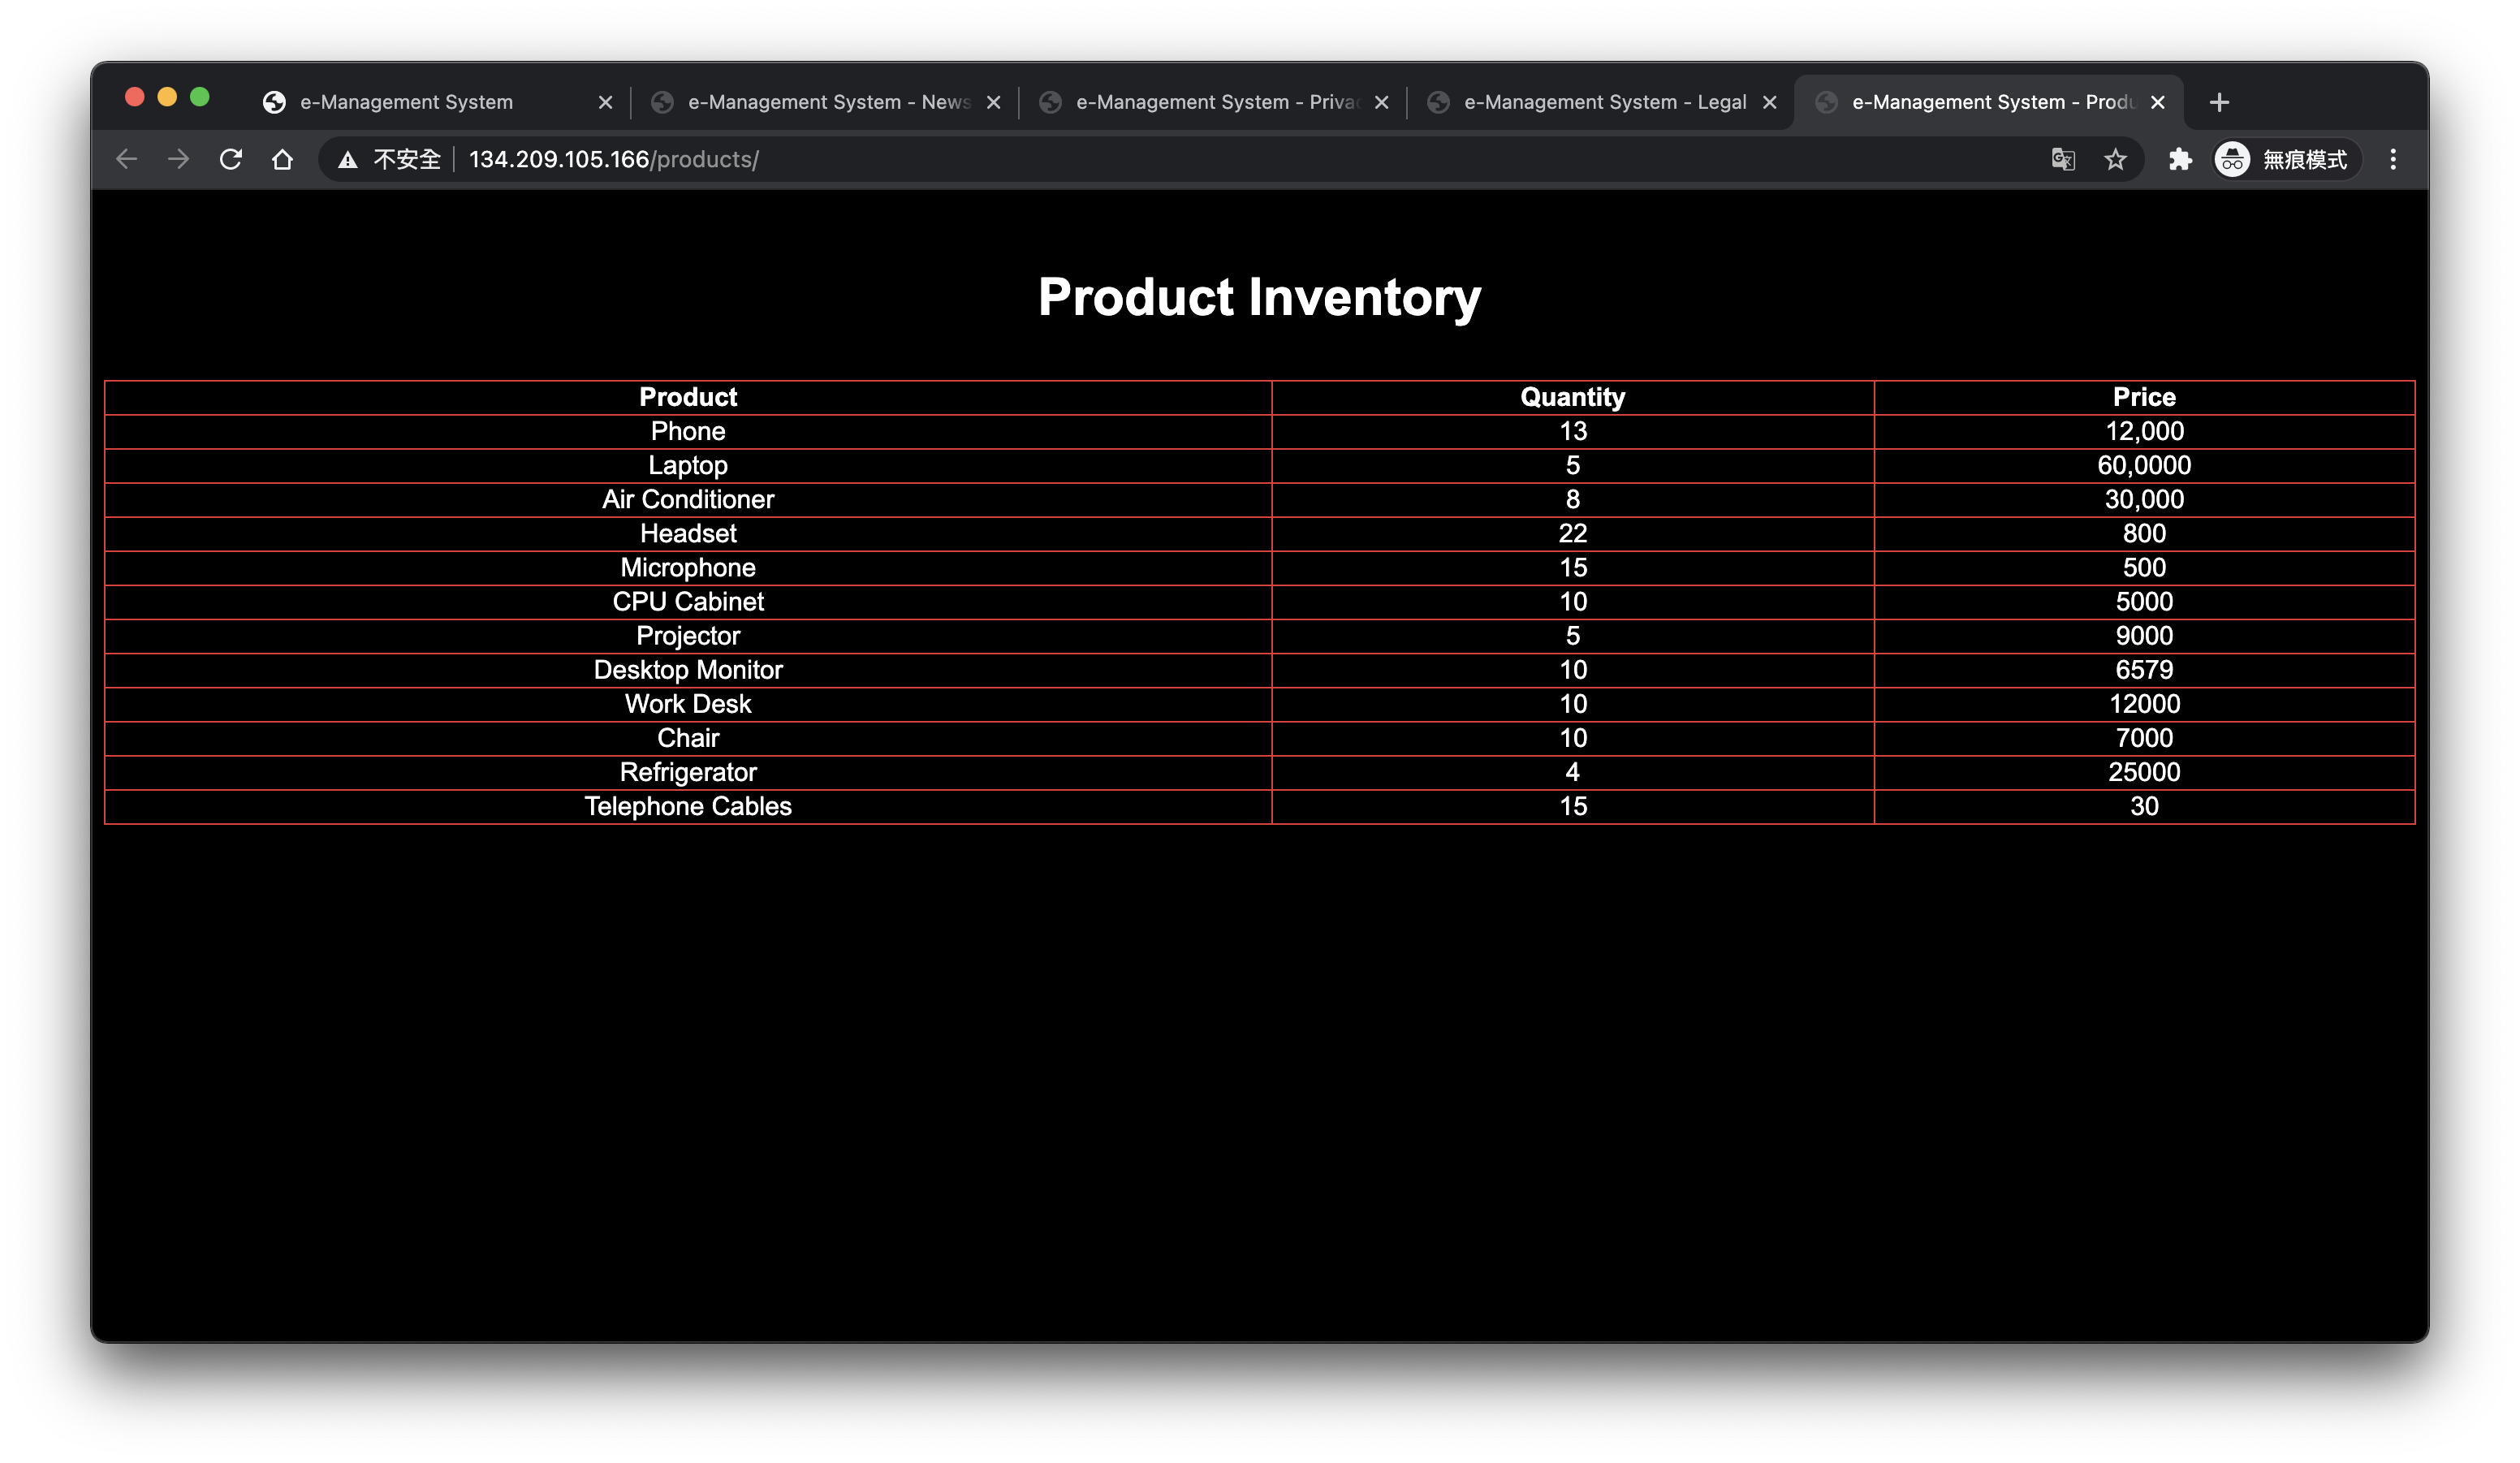 e-Management System
e-Management System - News
e-Management System - Priva
e-Management System - Legal
e-Management System - Produ
不安全 134.209.105.166/products/
無痕模式
Product Inventory
Product Quantity Price
Phone 13 12,000
Laptop 5 60,0000
Air Conditioner 8 30,000
Headset 22 800
Microphone 15 500
CPU Cabinet 10 5000
Projector 5 9000
Desktop Monitor 10 6579
Work Desk 10 12000
Chair 10 7000
Refrigerator 4 25000
Telephone Cables 15 30